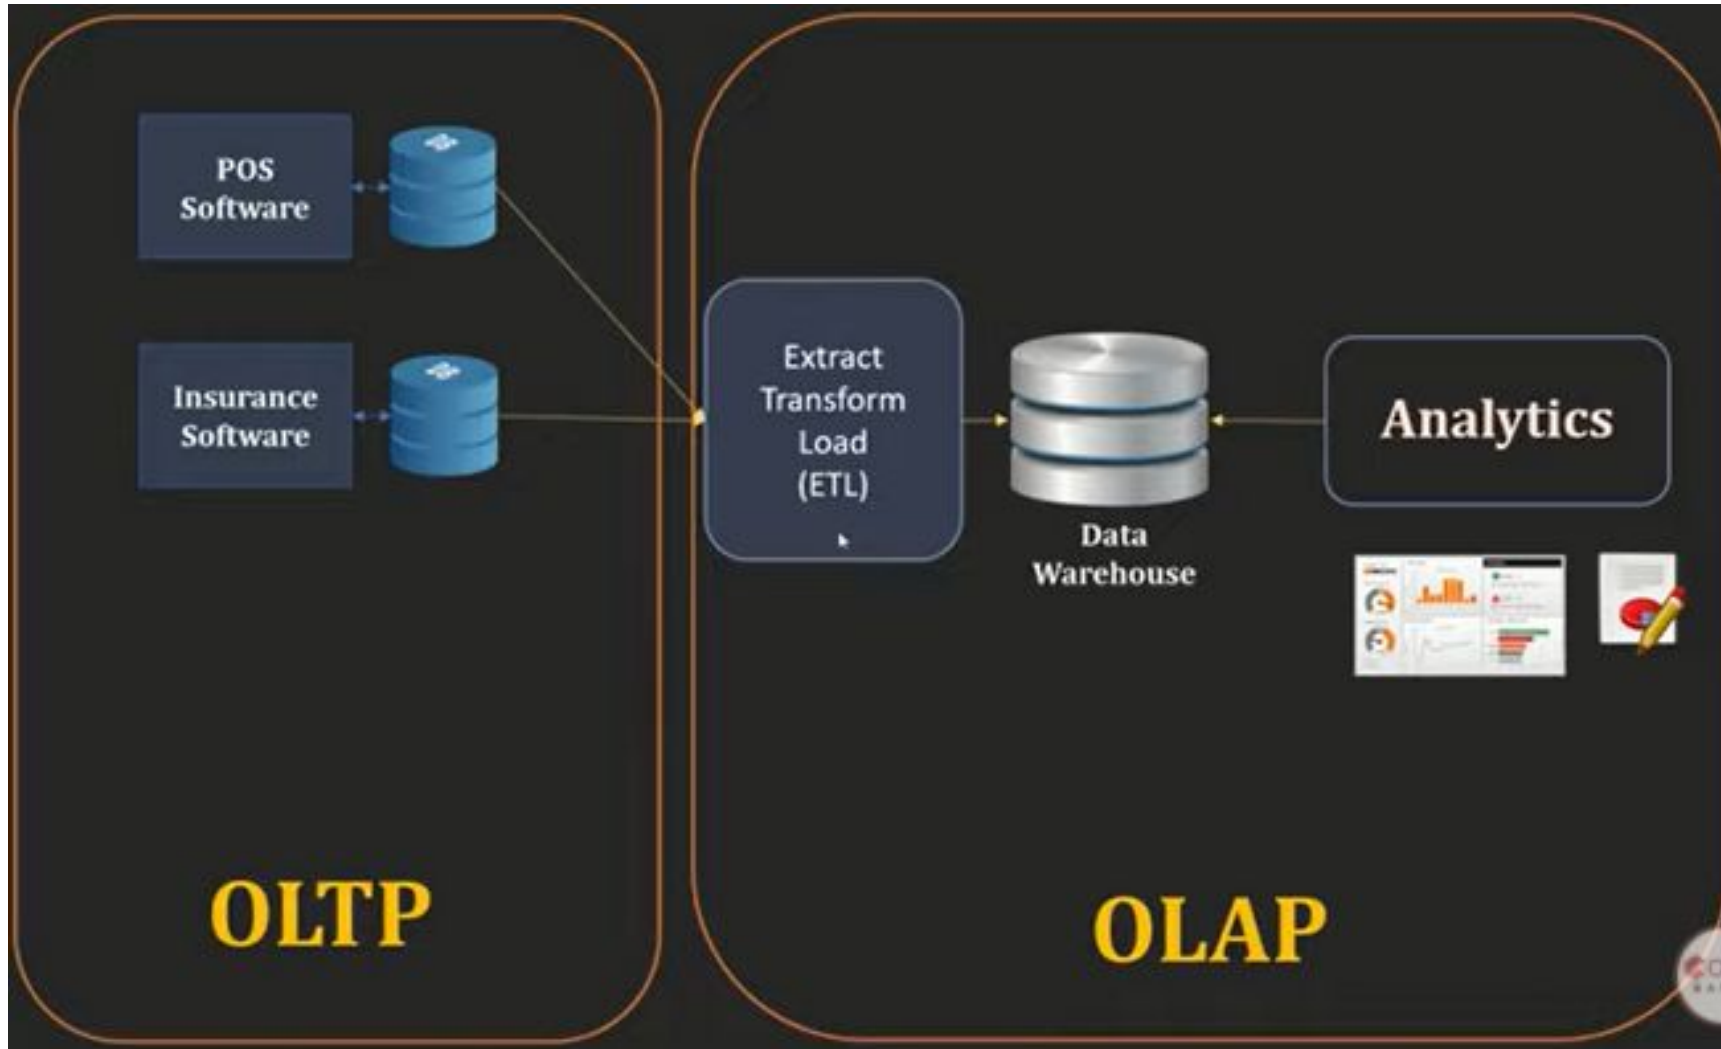 POS
Software
Insurance
Software
OLTP
Extract
Transform
Load
(ETL)
Data
Warehouse
Analytics
OLAP